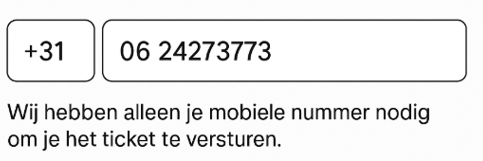 +31 06 24273773
Wij hebben alleen je mobiele nummer nodig
om je het ticket te versturen.